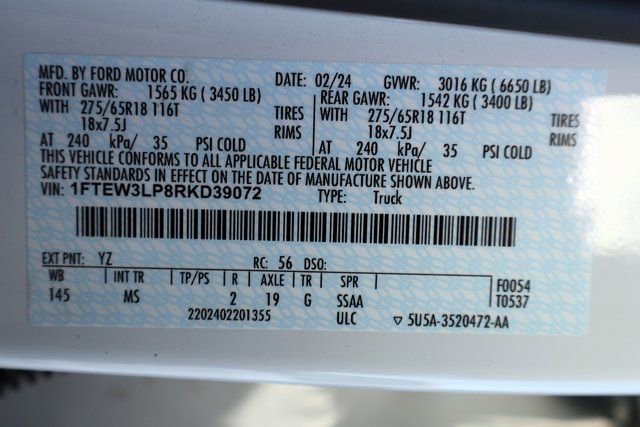 MFD. BY FORD MOTOR CO. DATE: 02/24 GVWR: 3016 KG ( 6650 LB)
FRONT GAWR: 1565 KG ( 3450 LB) REAR GAWR: 1542 KG ( 3400 LB)
WITH 275/65R18 116T TIRES WITH 275/65R18 116T TIRES
18x7.5J RIMS 18x7.5J RIMS
AT 240 kPa/ 35 PSI COLD AT 240 kPa/ 35 PSI COLD
THIS VEHICLE CONFORMS TO ALL APPLICABLE FEDERAL MOTOR VEHICLE
SAFETY STANDARDS IN EFFECT ON THE DATE OF MANUFACTURE SHOWN ABOVE.
VIN: 1FTEW3LP8RKD39072 TYPE: Truck
EXT PNT: YZ RC: 56 DSO:
WB INT TR TP/PS R AXLE TR SPR F0054
145 MS 2 19 G SSAA T0537
2202402201355 ULC ▽ 5U5A-3520472-AA